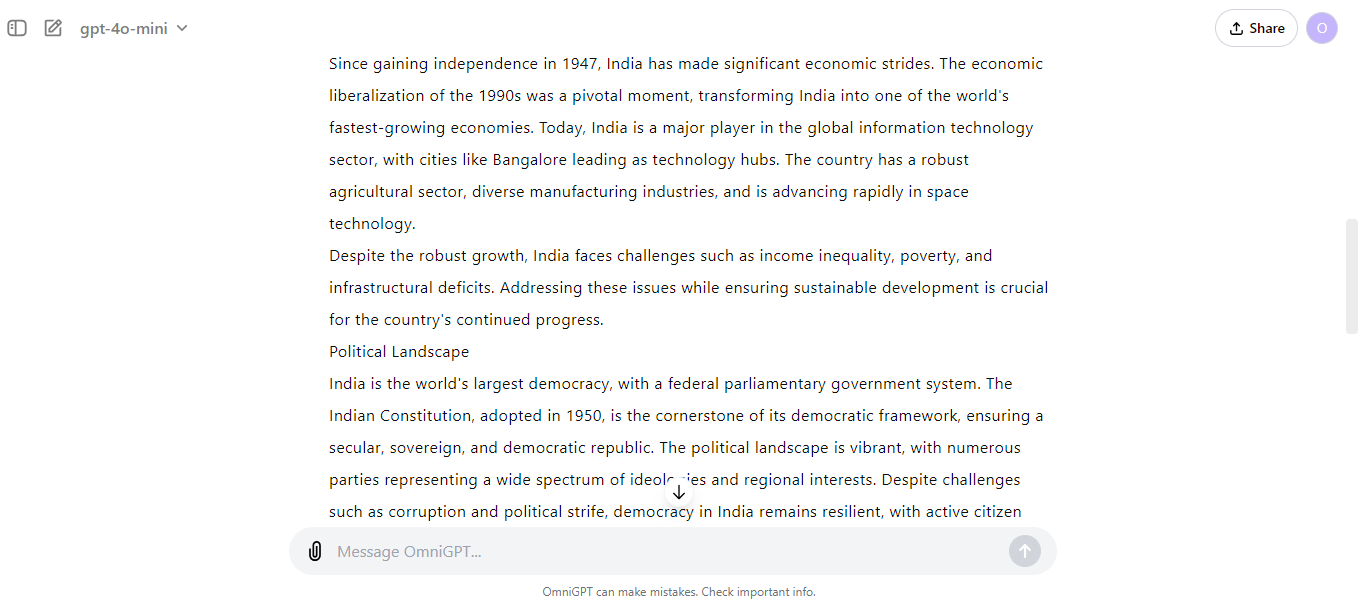 gpt-4o-mini
Share
O
Since gaining independence in 1947, India has made significant economic strides. The economic
liberalization of the 1990s was a pivotal moment, transforming India into one of the world's
fastest-growing economies. Today, India is a major player in the global information technology
sector, with cities like Bangalore leading as technology hubs. The country has a robust
agricultural sector, diverse manufacturing industries, and is advancing rapidly in space
technology.
Despite the robust growth, India faces challenges such as income inequality, poverty, and
infrastructural deficits. Addressing these issues while ensuring sustainable development is crucial
for the country's continued progress.
Political Landscape
India is the world's largest democracy, with a federal parliamentary government system. The
Indian Constitution, adopted in 1950, is the cornerstone of its democratic framework, ensuring a
secular, sovereign, and democratic republic. The political landscape is vibrant, with numerous
parties representing a wide spectrum of ideologies and regional interests. Despite challenges
such as corruption and political strife, democracy in India remains resilient, with active citizen
Message OmniGPT...
OmniGPT can make mistakes. Check important info.